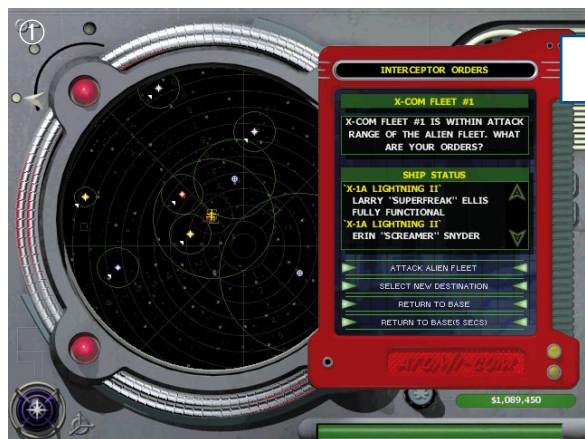 INTERCEPTOR ORDERS
X-COM FLEET #1
X-COM FLEET #1 IS WITHIN ATTACK
RANGE OF THE ALIEN FLEET. WHAT
ARE YOUR ORDERS?
SHIP STATUS
`X-1A LIGHTNING II`
LARRY "SUPERFREAK" ELLIS
FULLY FUNCTIONAL
`X-1A LIGHTNING II`
ERIN "SCREAMER" SNYDER
ATTACK ALIEN FLEET
SELECT NEW DESTINATION
RETURN TO BASE
RETURN TO BASE(5 SECS)
ATOMI-COM
$1,089,450